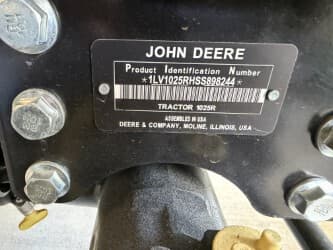 JOHN DEERE
Product Identification Number
*1LV1025RHSS898244*
TRACTOR 1025R
ASSEMBLED IN USA
DEERE & COMPANY, MOLINE, ILLINOIS, USA